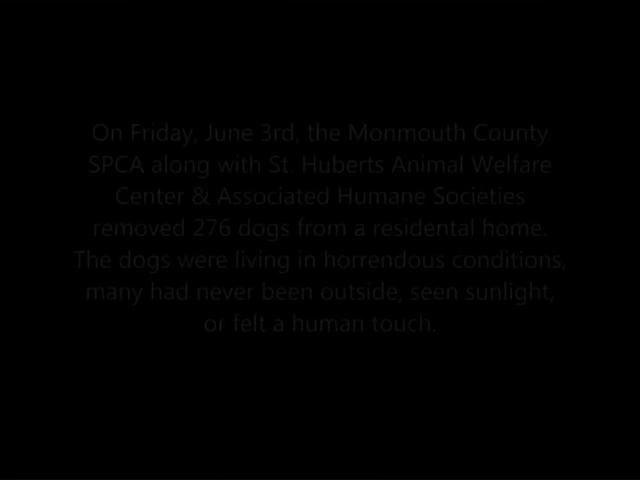 On Friday, June 3rd, the Monmouth County
SPCA along with St. Huberts Animal Welfare
Center & Associated Humane Societies
removed 276 dogs from a residental home.
The dogs were living in horrendous conditions,
many had never been outside, seen sunlight,
or felt a human touch.